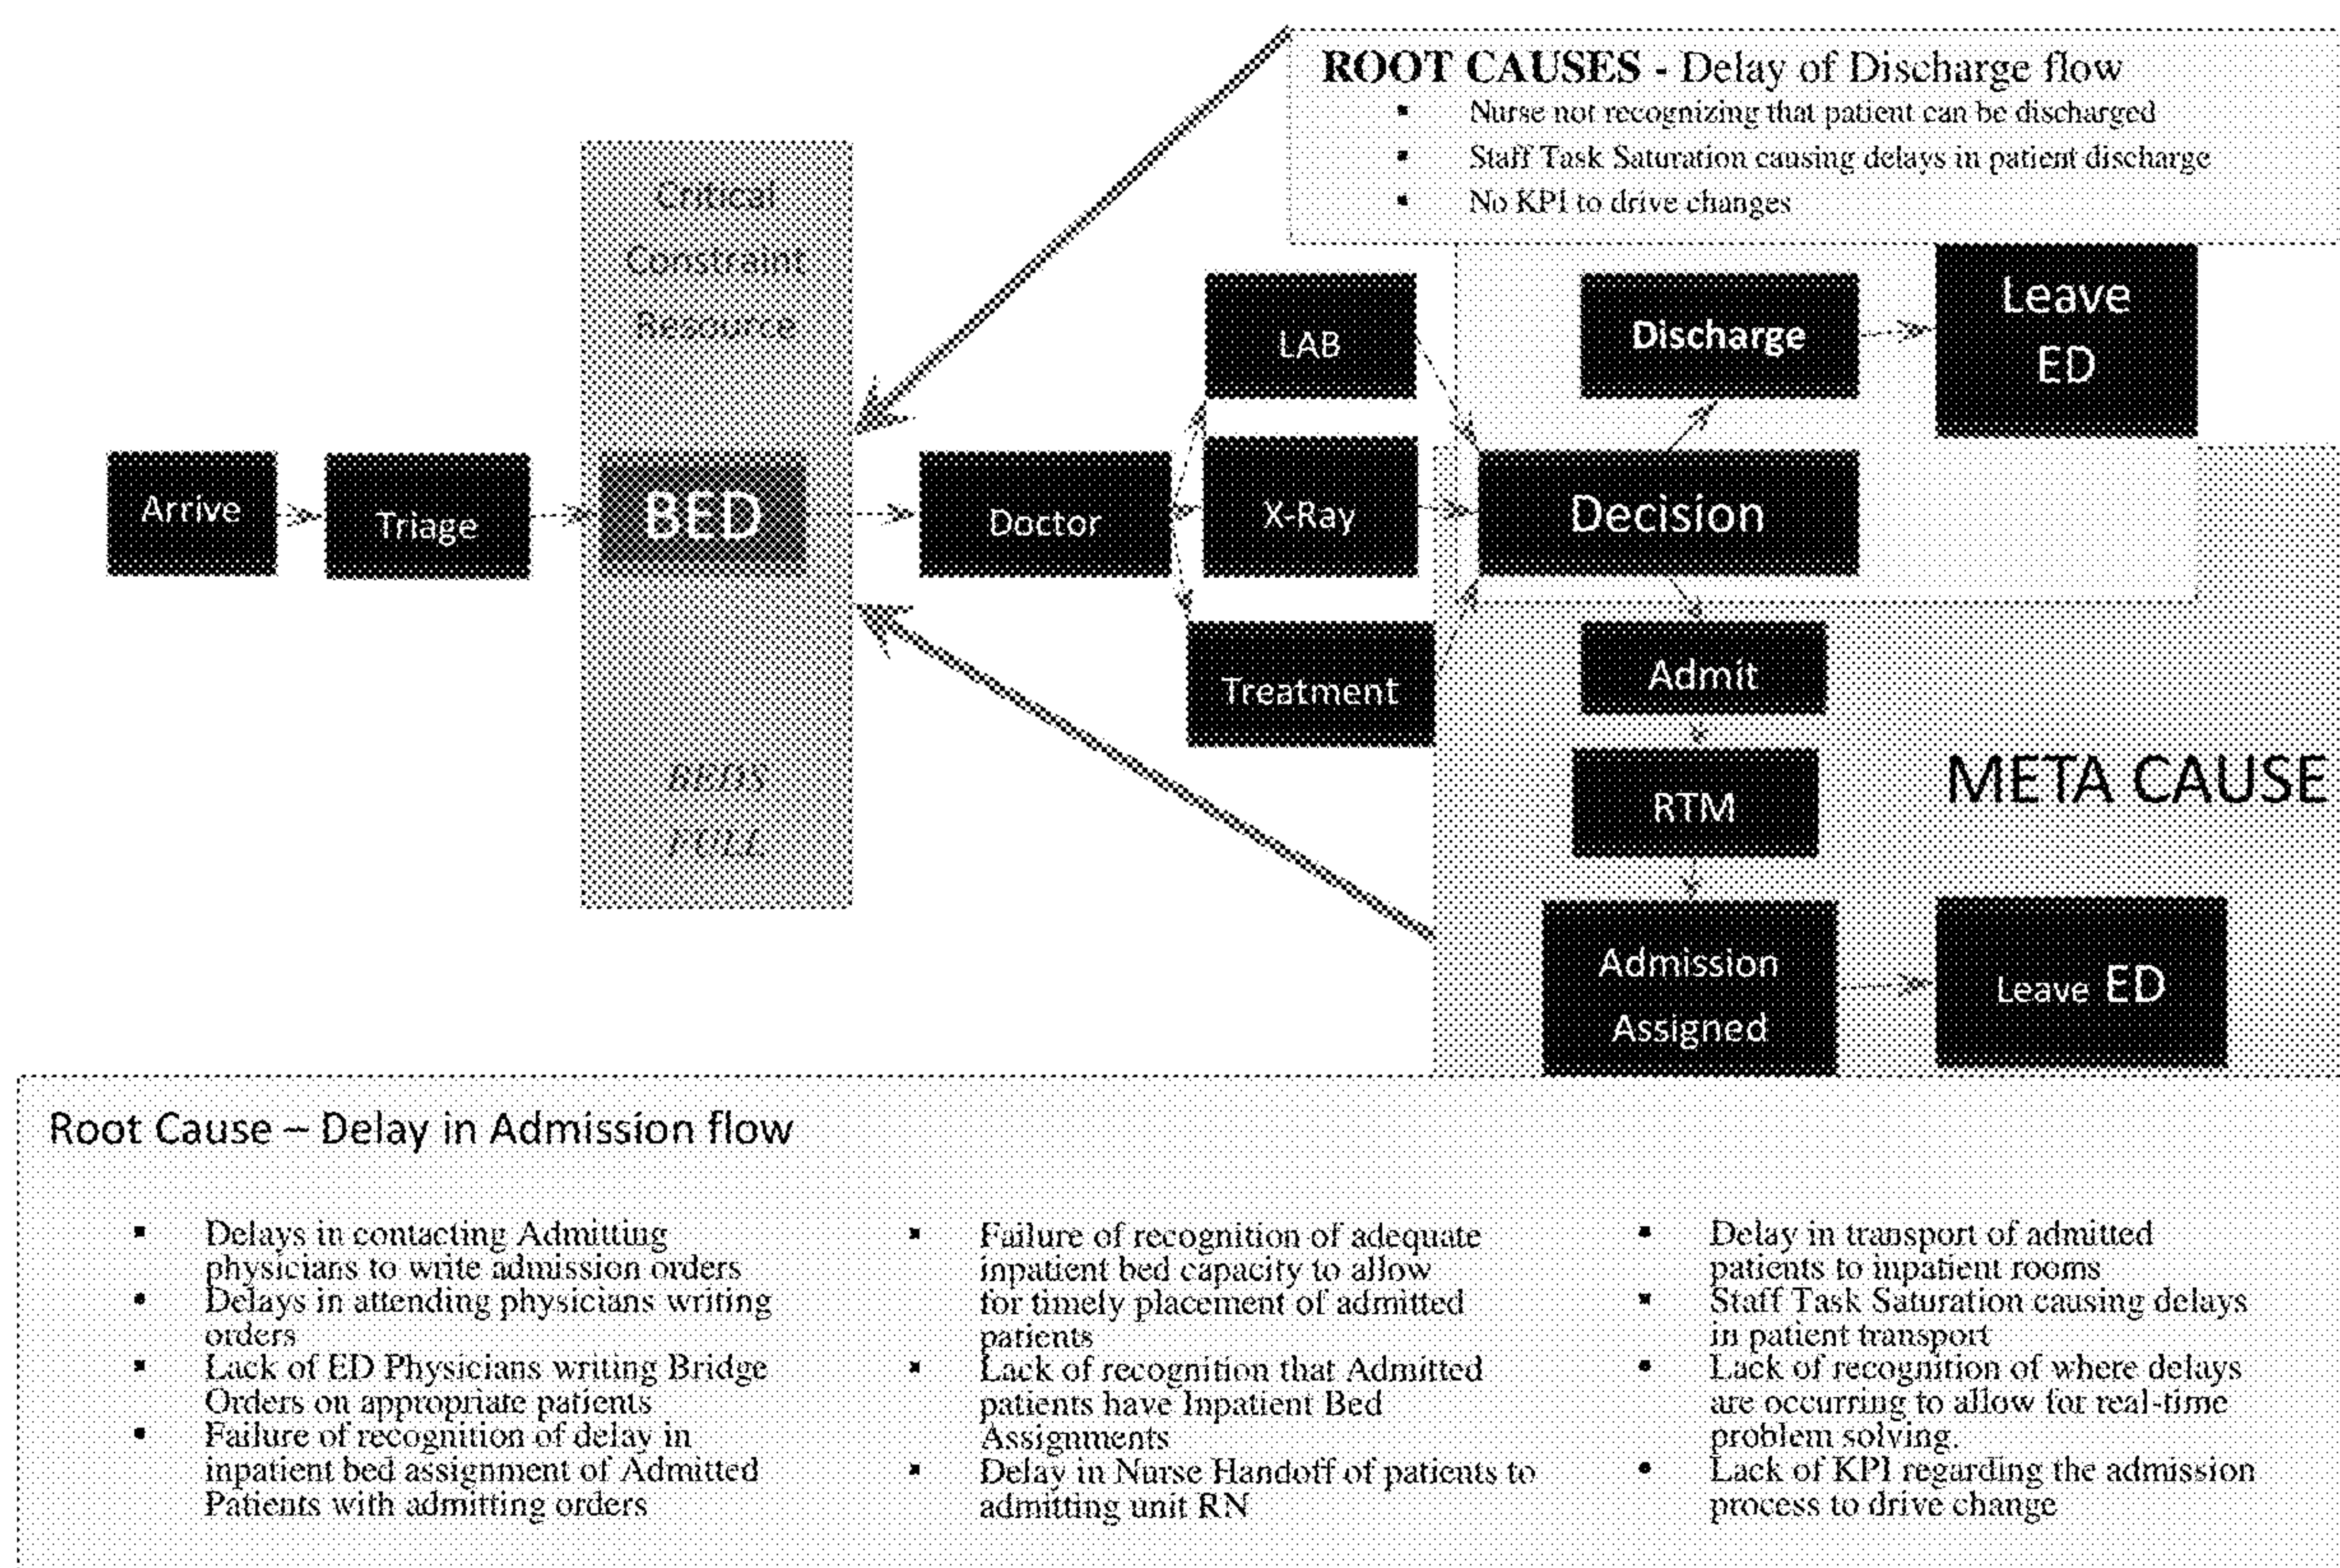 ROOT CAUSES - Delay of Discharge flow
▪ Nurse not recognizing that patient can be discharged
▪ Staff Task Saturation causing delays in patient discharge
▪ No KPI to drive changes
Critical
Constraint
Resource
BED
BEDS
FULL
Arrive
Triage
Doctor
LAB
X-Ray
Treatment
Decision
Discharge
Leave
ED
Admit
RTM
Admission
Assigned
Leave ED
META CAUSE
Root Cause – Delay in Admission flow
▪ Delays in contacting Admitting
physicians to write admission orders
▪ Delays in attending physicians writing
orders
▪ Lack of ED Physicians writing Bridge
Orders on appropriate patients
▪ Failure of recognition of delay in
inpatient bed assignment of Admitted
Patients with admitting orders
▪ Failure of recognition of adequate
inpatient bed capacity to allow
for timely placement of admitted
patients
▪ Lack of recognition that Admitted
patients have Inpatient Bed
Assignments
▪ Delay in Nurse Handoff of patients to
admitting unit RN
▪ Delay in transport of admitted
patients to inpatient rooms
▪ Staff Task Saturation causing delays
in patient transport
▪ Lack of recognition of where delays
are occurring to allow for real-time
problem solving.
▪ Lack of KPI regarding the admission
process to drive change